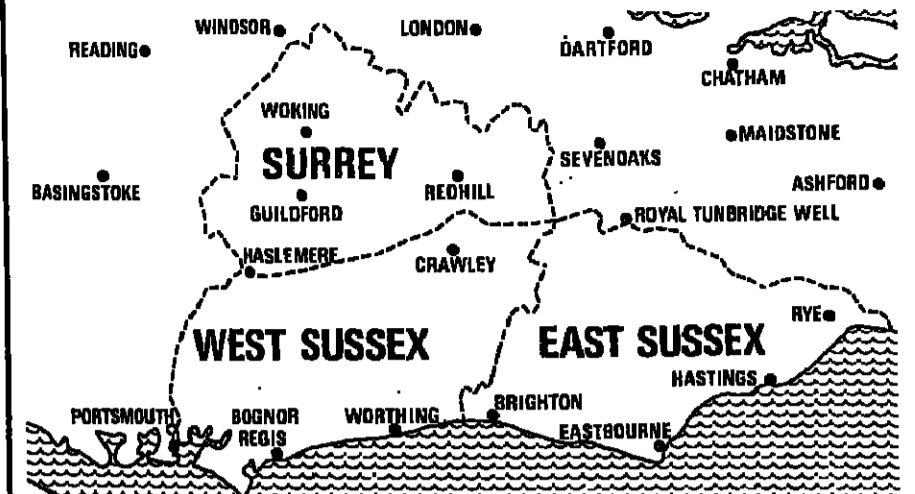 WINDSOR
LONDON
READING
DARTFORD
CHATHAM
WOKING
MAIDSTONE
SURREY
SEVENOAKS
BASINGSTOKE
REDHILL
ASHFORD
GUILDFORD
ROYAL TUNBRIDGE WELL
HASLEMERE
CRAWLEY
RYE
WEST SUSSEX
EAST SUSSEX
HASTINGS
PORTSMOUTH
BOGNOR
REGIS
WORTHING
BRIGHTON
EASTBOURNE